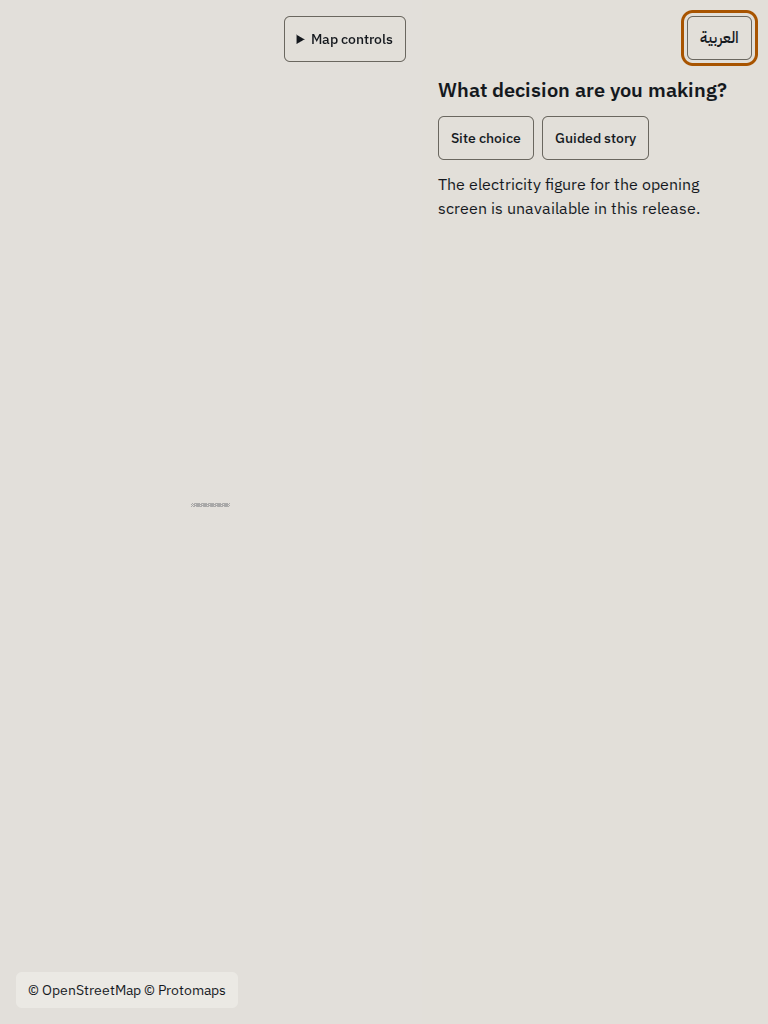 Map controls
العربية
What decision are you making?
Site choice
Guided story
The electricity figure for the opening
screen is unavailable in this release.
© OpenStreetMap © Protomaps